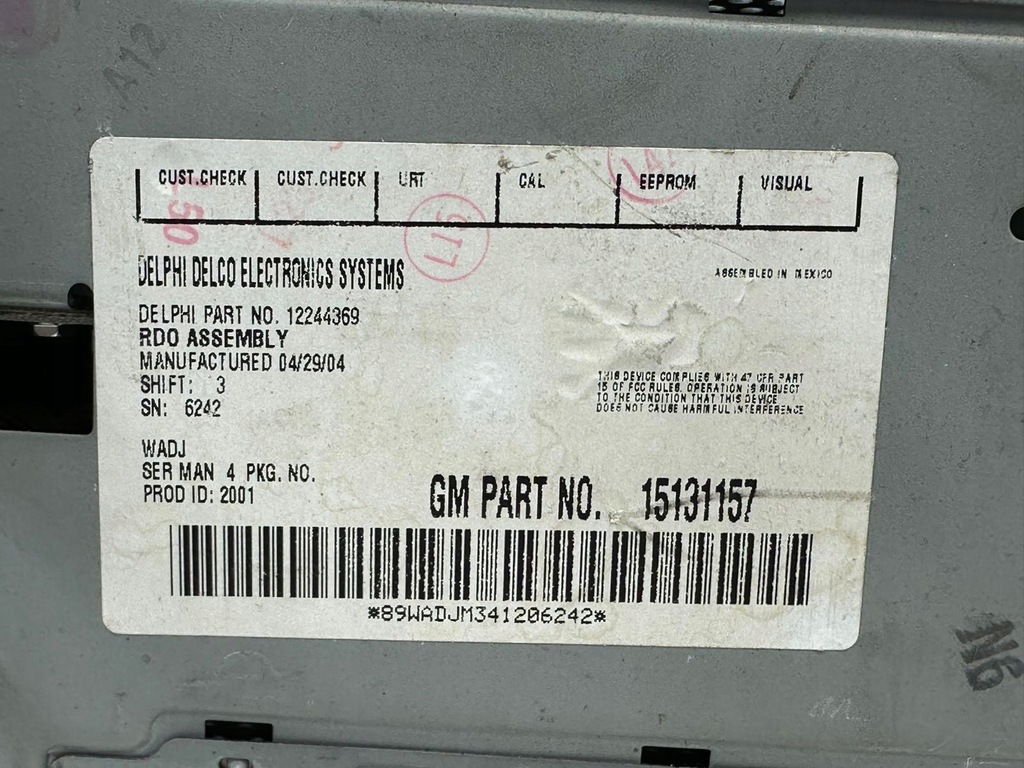 A12
CUST.CHECK CUST.CHECK URT CAL EEPROM VISUAL
L15
DELPHI DELCO ELECTRONICS SYSTEMS
ASSEMBLED IN MEXICO
DELPHI PART NO. 12244369
RDO ASSEMBLY
MANUFACTURED 04/29/04
SHIFT: 3
SN: 6242
THIS DEVICE COMPLIES WITH 47 CFR PART
15 OF FCC RULES. OPERATION IS SUBJECT
TO THE CONDITION THAT THIS DEVICE
DOES NOT CAUSE HARMFUL INTERFERENCE
WADJ
SER MAN 4 PKG. NO.
PROD ID: 2001
GM PART NO. 15131157
*89WADJM341206242*
N6